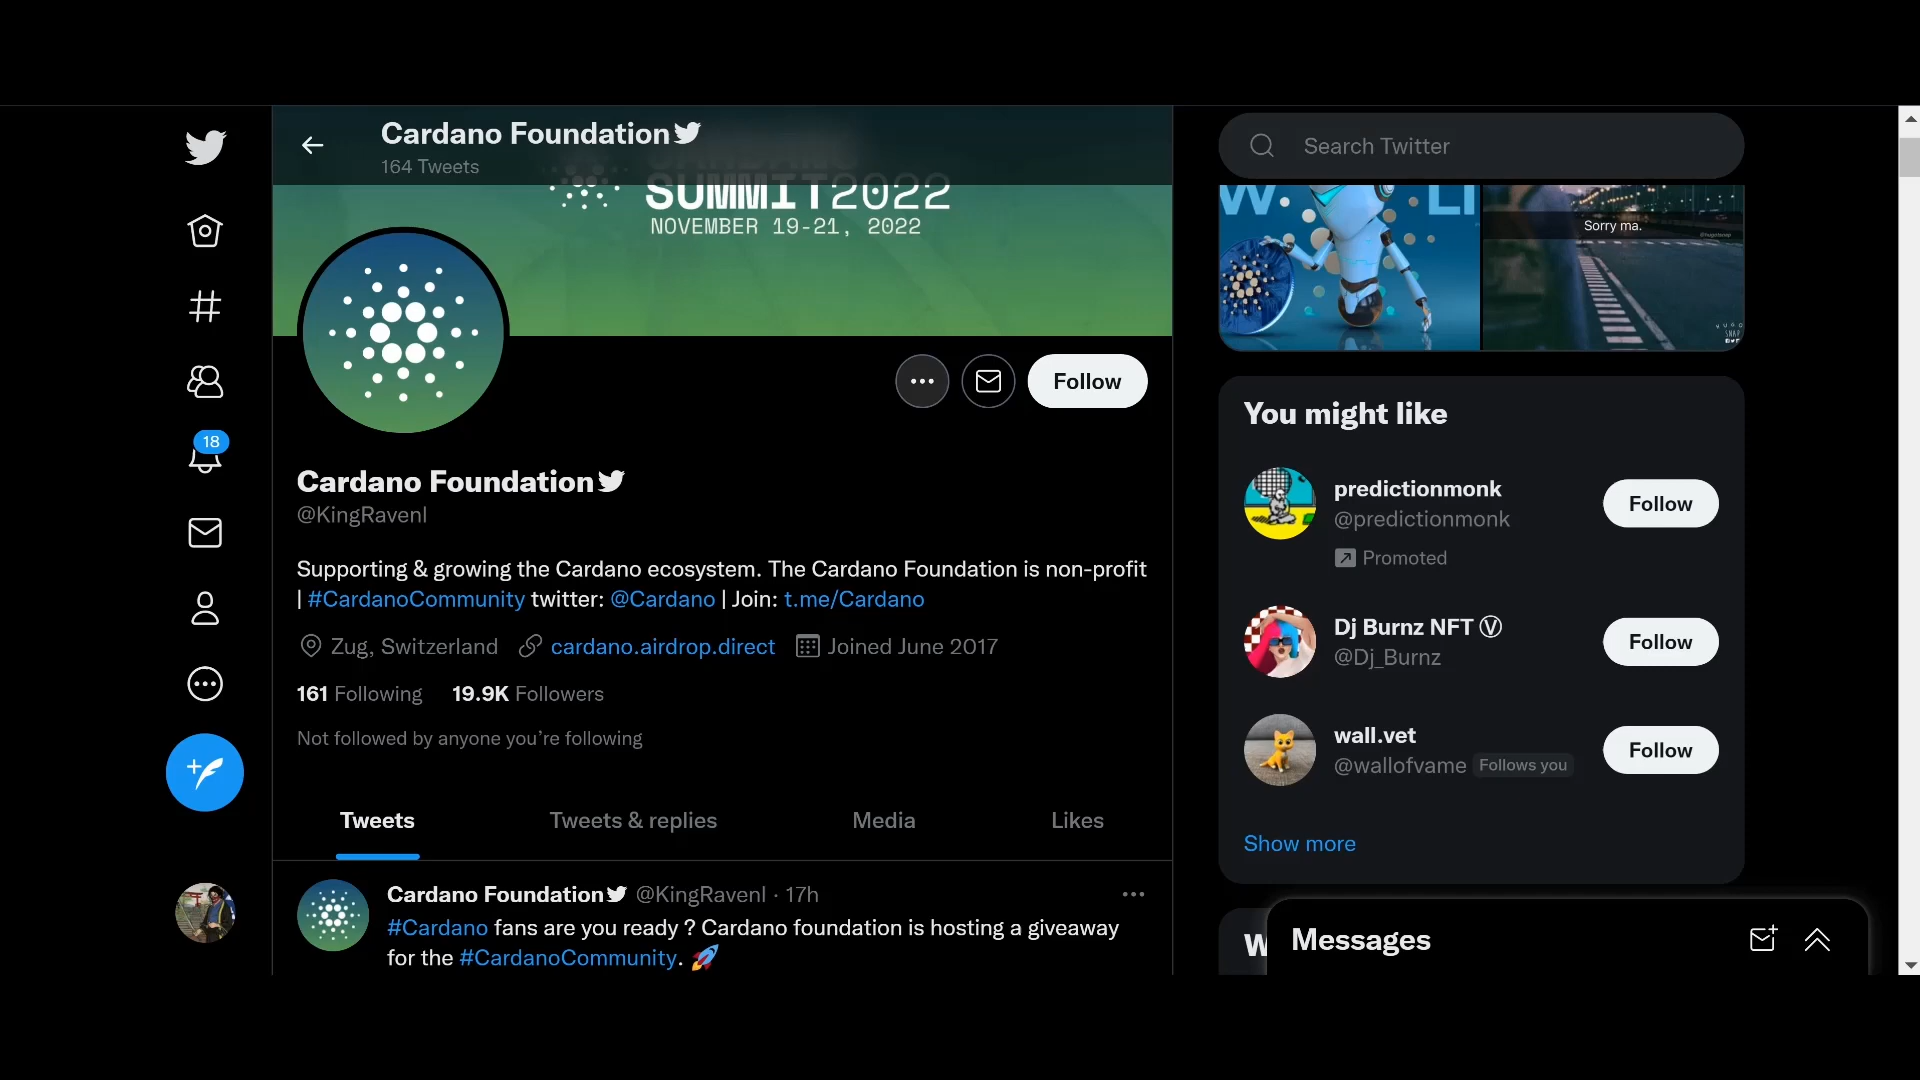 Cardano Foundation
164 Tweets
SUMMIT2022
NOVEMBER 19-21, 2022
Follow
Cardano Foundation
@KingRavenl
Supporting & growing the Cardano ecosystem. The Cardano Foundation is non-profit
| #CardanoCommunity twitter: @Cardano | Join: t.me/Cardano
Zug, Switzerland cardano.airdrop.direct Joined June 2017
161 Following 19.9K Followers
Not followed by anyone you’re following
Tweets Tweets & replies Media Likes
Cardano Foundation @KingRavenl · 17h
#Cardano fans are you ready ? Cardano foundation is hosting a giveaway
for the #CardanoCommunity. 🚀
18
Search Twitter
Sorry ma.
You might like
predictionmonk
@predictionmonk
Promoted
Follow
Dj Burnz NFT Ⓥ
@Dj_Burnz
Follow
wall.vet
@wallofvame Follows you
Follow
Show more
Messages